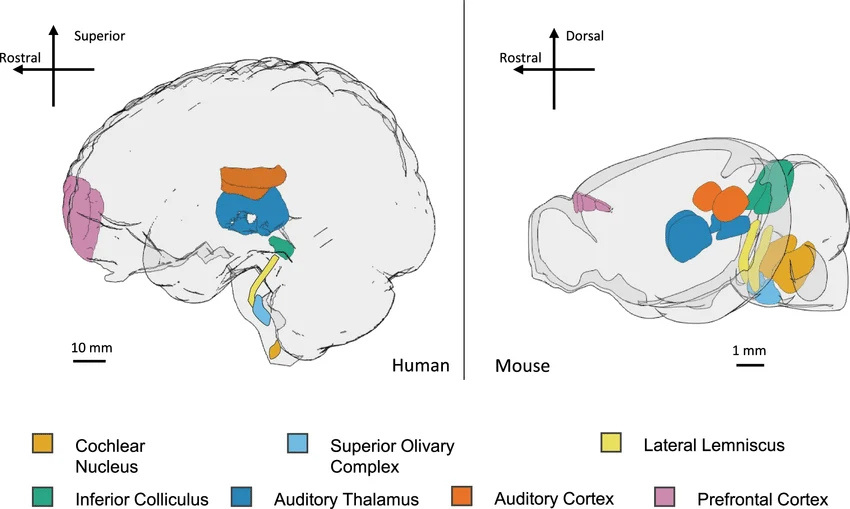 Superior
Rostral
Dorsal
Rostral
10 mm
Human
Mouse
1 mm
Cochlear
Nucleus
Superior Olivary
Complex
Lateral Lemniscus
Inferior Colliculus
Auditory Thalamus
Auditory Cortex
Prefrontal Cortex